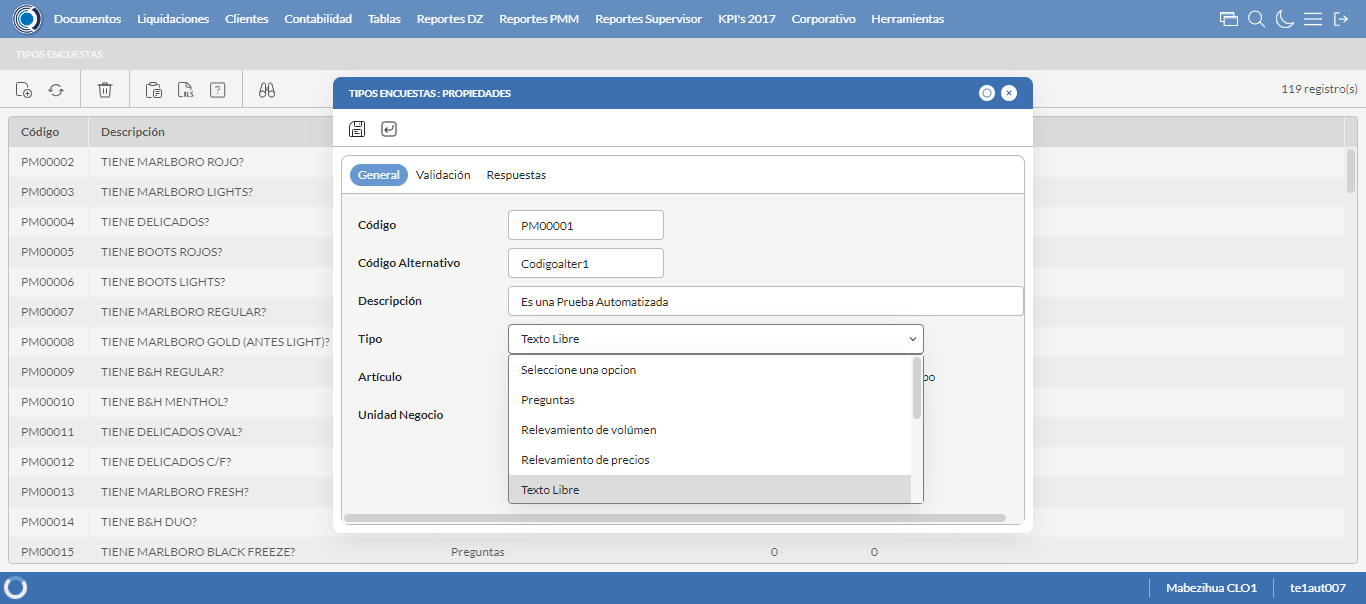 Documentos Liquidaciones Clientes Contabilidad Tablas Reportes DZ Reportes PMM Reportes Supervisor KPI's 2017 Corporativo Herramientas
TIPOS ENCUESTAS
XLS ?
119 registro(s)
TIPOS ENCUESTAS : PROPIEDADES
General Validación Respuestas
Código PM00001
Código Alternativo Codigoalter1
Descripción Es una Prueba Automatizada
Tipo Texto Libre
Seleccione una opcion
Preguntas
Relevamiento de volúmen
Relevamiento de precios
Texto Libre
Artículo
Unidad Negocio
Código Descripción
PM00002 TIENE MARLBORO ROJO?
PM00003 TIENE MARLBORO LIGHTS?
PM00004 TIENE DELICADOS?
PM00005 TIENE BOOTS ROJOS?
PM00006 TIENE BOOTS LIGHTS?
PM00007 TIENE MARLBORO REGULAR?
PM00008 TIENE MARLBORO GOLD (ANTES LIGHT)?
PM00009 TIENE B&H REGULAR?
PM00010 TIENE B&H MENTHOL?
PM00011 TIENE DELICADOS OVAL?
PM00012 TIENE DELICADOS C/F?
PM00013 TIENE MARLBORO FRESH?
PM00014 TIENE B&H DUO?
PM00015 TIENE MARLBORO BLACK FREEZE? Preguntas 0 0
Mabezihua CLO1 te1aut007